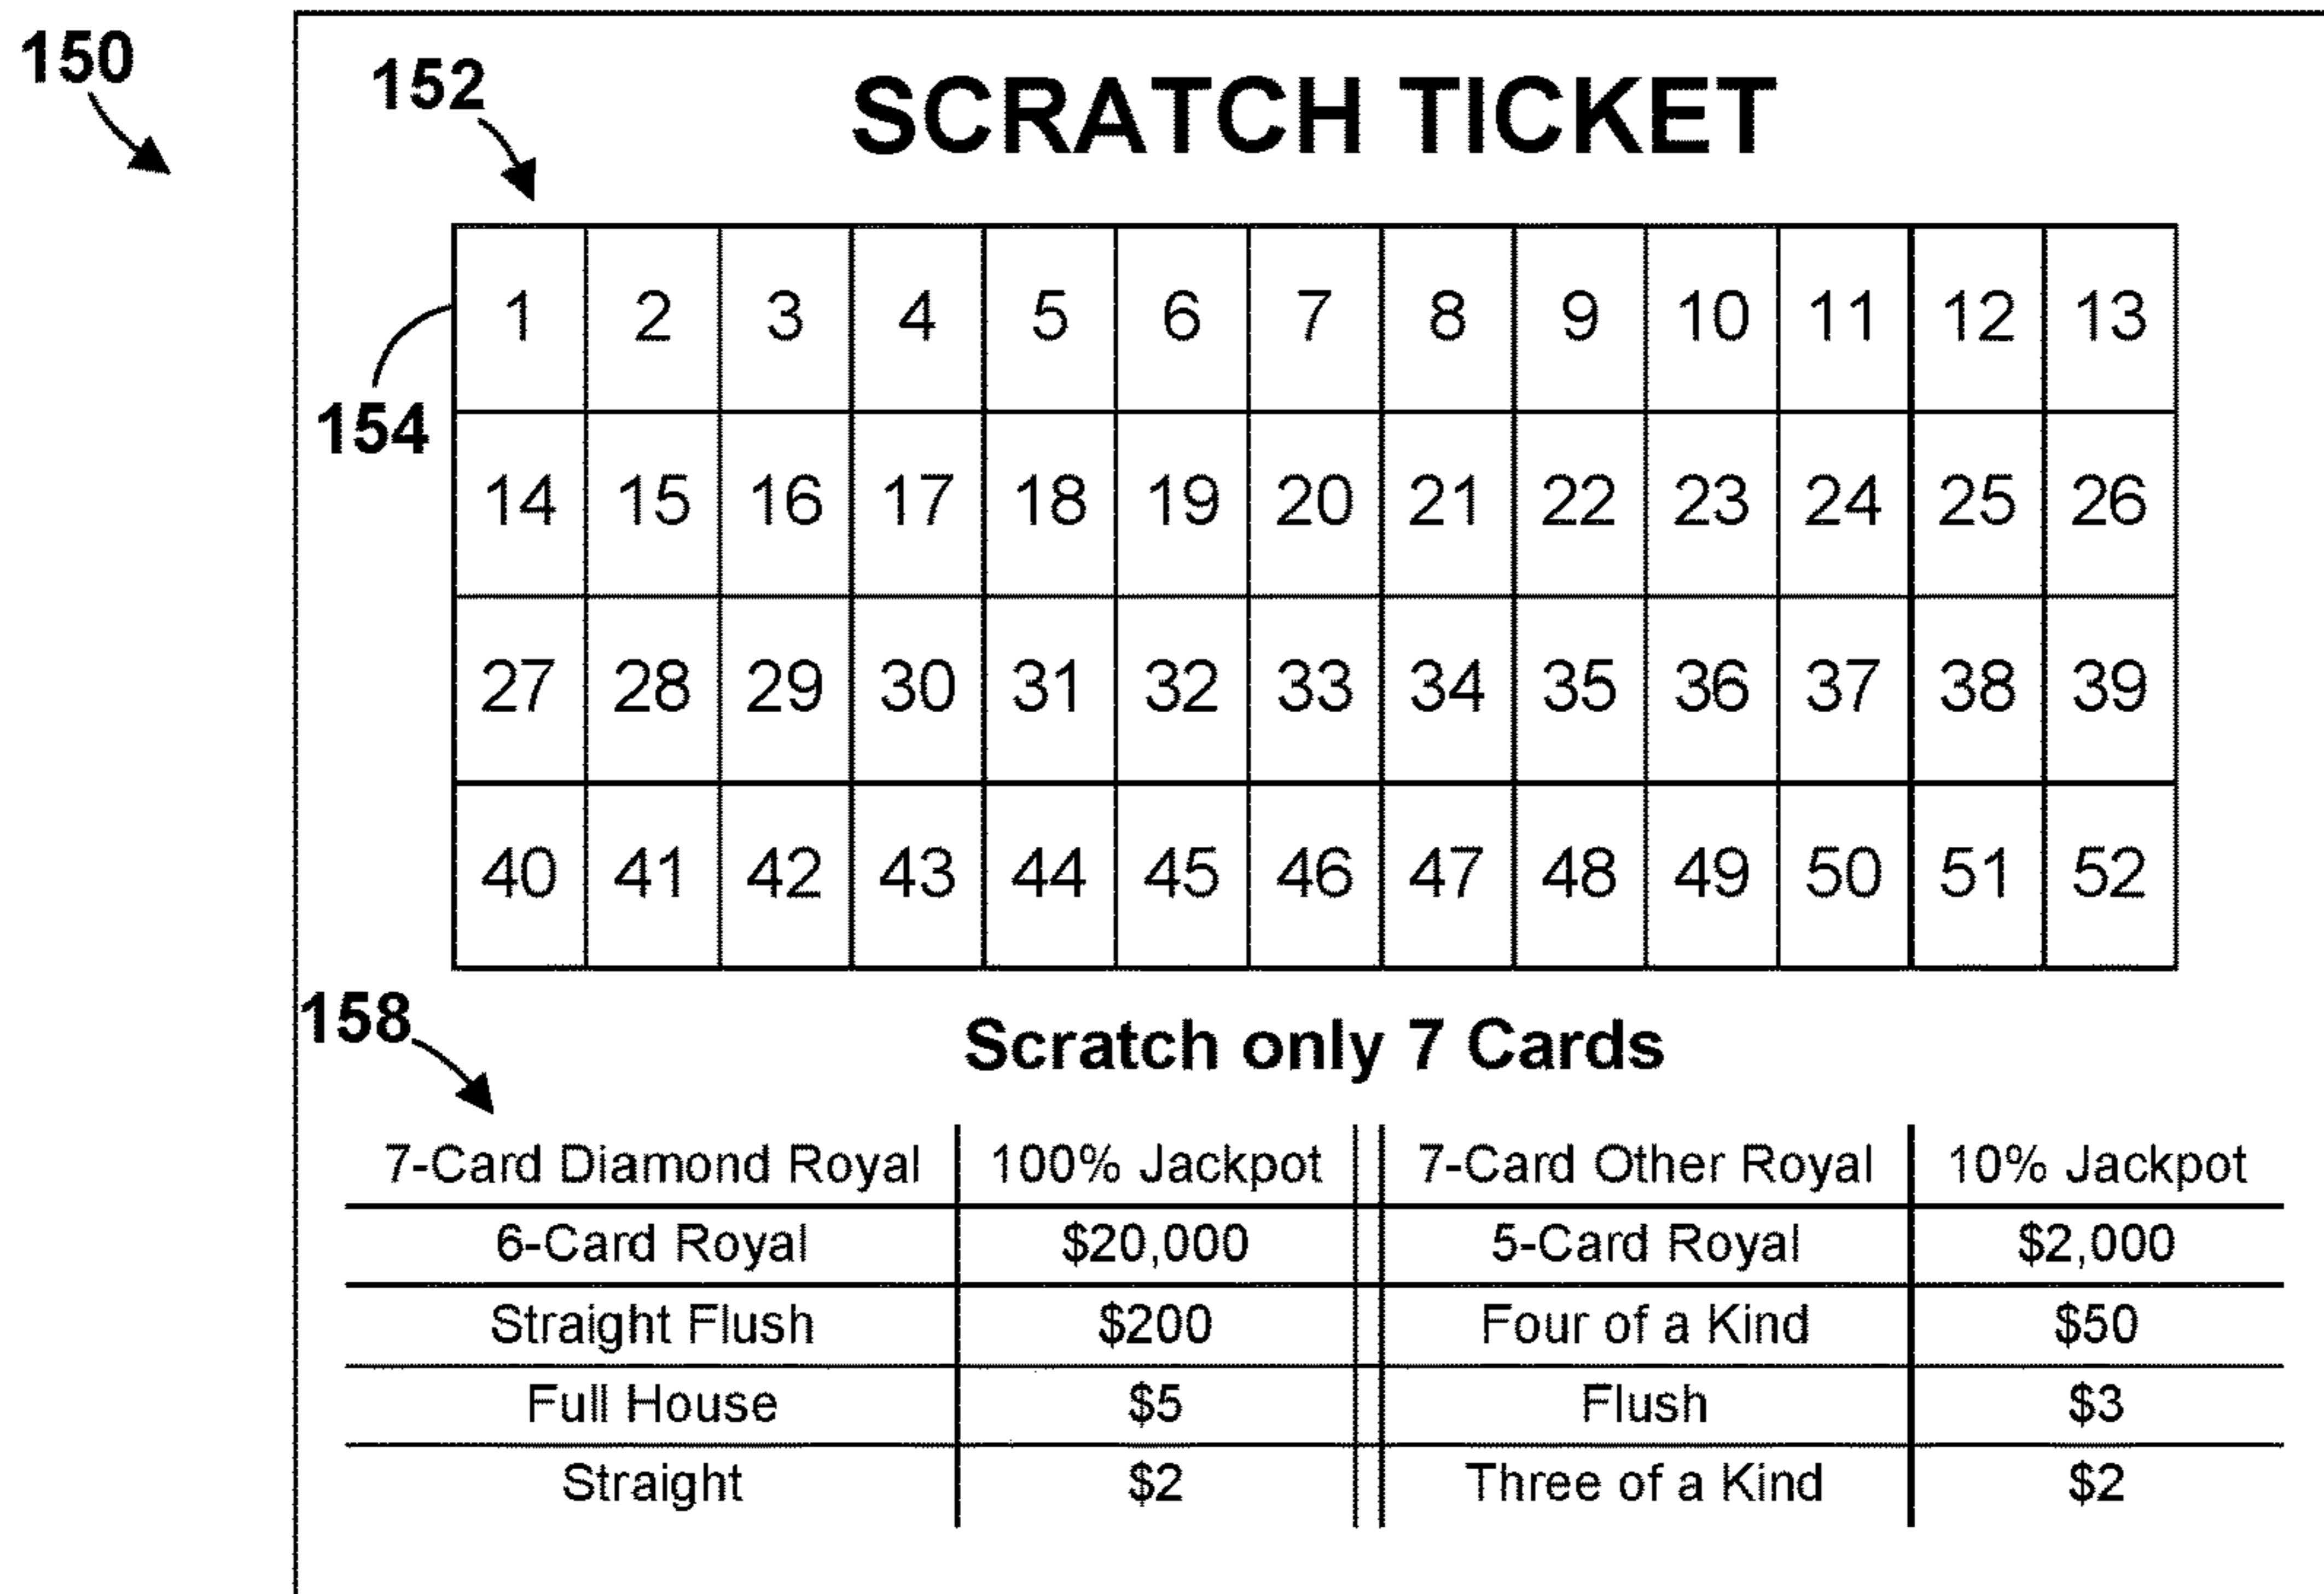 150
152
SCRATCH TICKET
1 2 3 4 5 6 7 8 9 10 11 12 13
154
14 15 16 17 18 19 20 21 22 23 24 25 26
27 28 29 30 31 32 33 34 35 36 37 38 39
40 41 42 43 44 45 46 47 48 49 50 51 52
158
Scratch only 7 Cards
7-Card Diamond Royal 100% Jackpot 7-Card Other Royal 10% Jackpot
6-Card Royal $20,000 5-Card Royal $2,000
Straight Flush $200 Four of a Kind $50
Full House $5 Flush $3
Straight $2 Three of a Kind $2